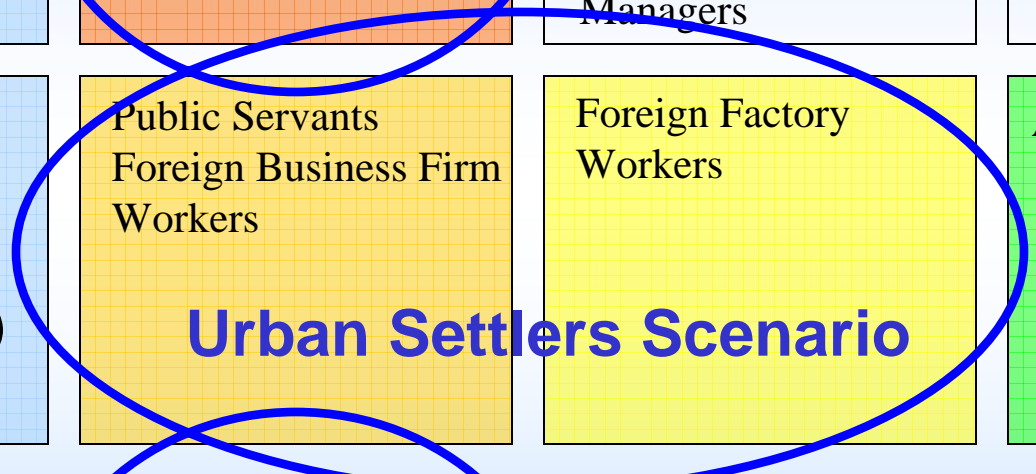 Managers
Public Servants
Foreign Business Firm
Workers
Foreign Factory
Workers
Urban Settlers Scenario